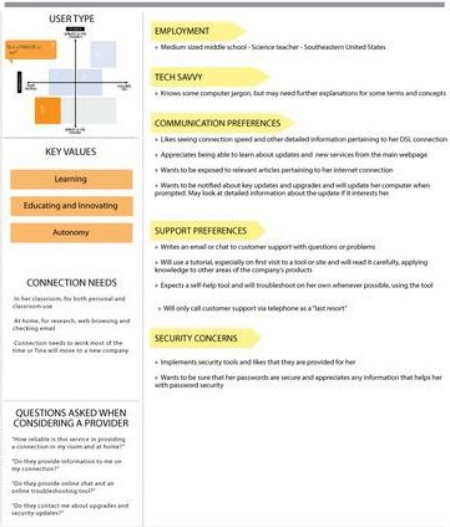 USER TYPE
KEY VALUES
Learning
Educating and Innovating
Autonomy
CONNECTION NEEDS
In her classroom, for both personal and
classroom use
At home, for research, web browsing and
checking email
Connection needs to work most of the
time or Tina will move to a new company
QUESTIONS ASKED WHEN
CONSIDERING A PROVIDER
"How reliable is this service in providing
a connection in my room and at home?"
"Do they provide information to me on
my connection?"
"Do they provide online chat and an
online troubleshooting tool?"
"Do they contact me about upgrades and
security updates?"
EMPLOYMENT
+ Medium sized middle school - Science teacher - Southeastern United States
TECH SAVVY
+ Knows some computer jargon, but may need further explanations for some terms and concepts
COMMUNICATION PREFERENCES
+ Likes seeing connection speed and other detailed information pertaining to her DSL connection
+ Appreciates being able to learn about updates and new services from the main webpage
+ Wants to be exposed to relevant articles pertaining to her internet connection
+ Wants to be notified about key updates and upgrades and will update her computer when
prompted. May look at detailed information about the update if it interests her
SUPPORT PREFERENCES
+ Writes an email or chat to customer support with questions or problems
+ Will use a tutorial, especially on first visit to a tool or site and will read it carefully, applying
knowledge to other areas of the company's products
+ Expects a self-help tool and will troubleshoot on her own whenever possible, using the tool
+ Will only call customer support via telephone as a "last resort"
SECURITY CONCERNS
+ Implements security tools and likes that they are provided for her
+ Wants to be sure that her passwords are secure and appreciates any information that helps her
with password security